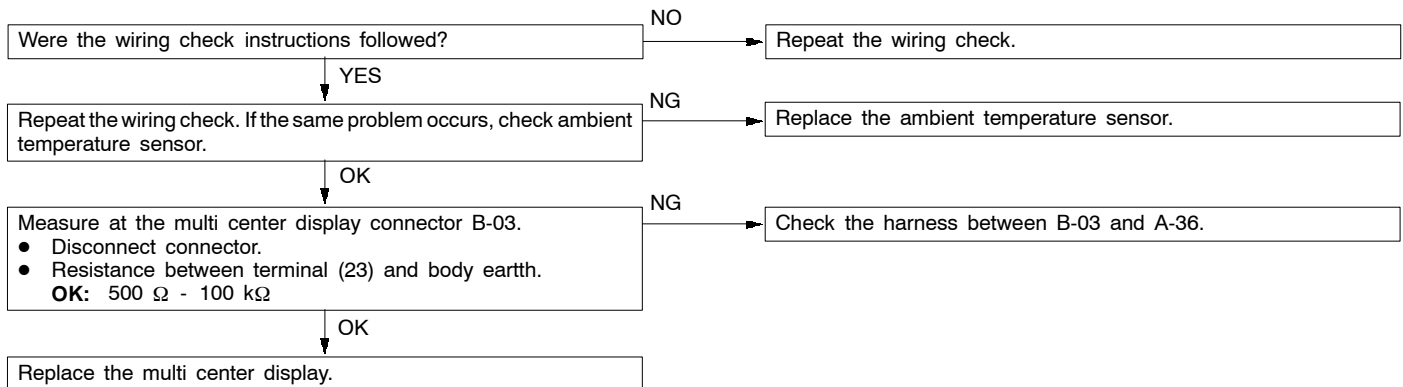 Were the wiring check instructions followed?
NO
Repeat the wiring check.
YES
Repeat the wiring check. If the same problem occurs, check ambient
temperature sensor.
NG
Replace the ambient temperature sensor.
OK
Measure at the multi center display connector B-03.
● Disconnect connector.
● Resistance between terminal (23) and body eartth.
OK: 500 Ω - 100 kΩ
NG
Check the harness between B-03 and A-36.
OK
Replace the multi center display.